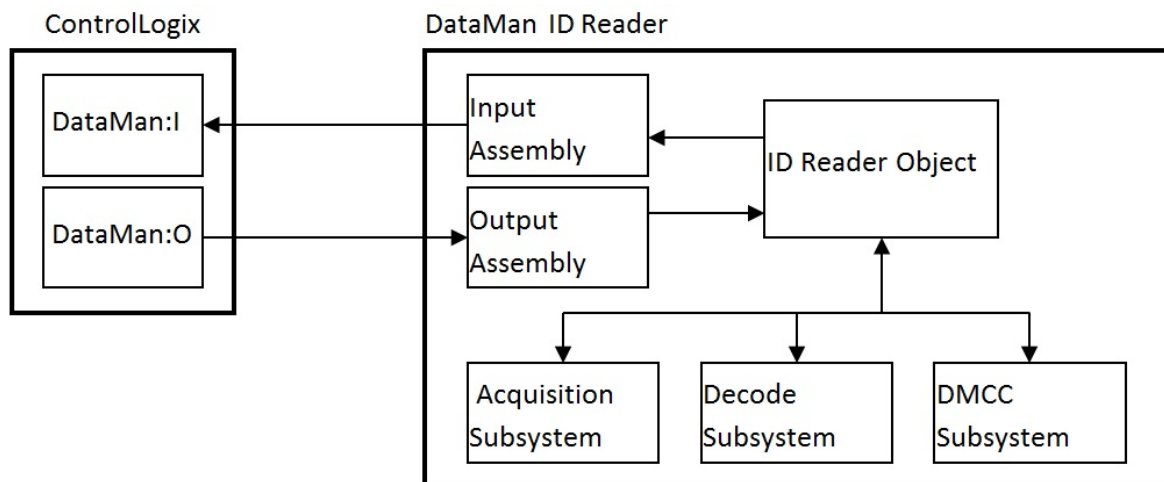 ControlLogix
DataMan ID Reader
DataMan:I
DataMan:O
Input
Assembly
Output
Assembly
ID Reader Object
Acquisition
Subsystem
Decode
Subsystem
DMCC
Subsystem